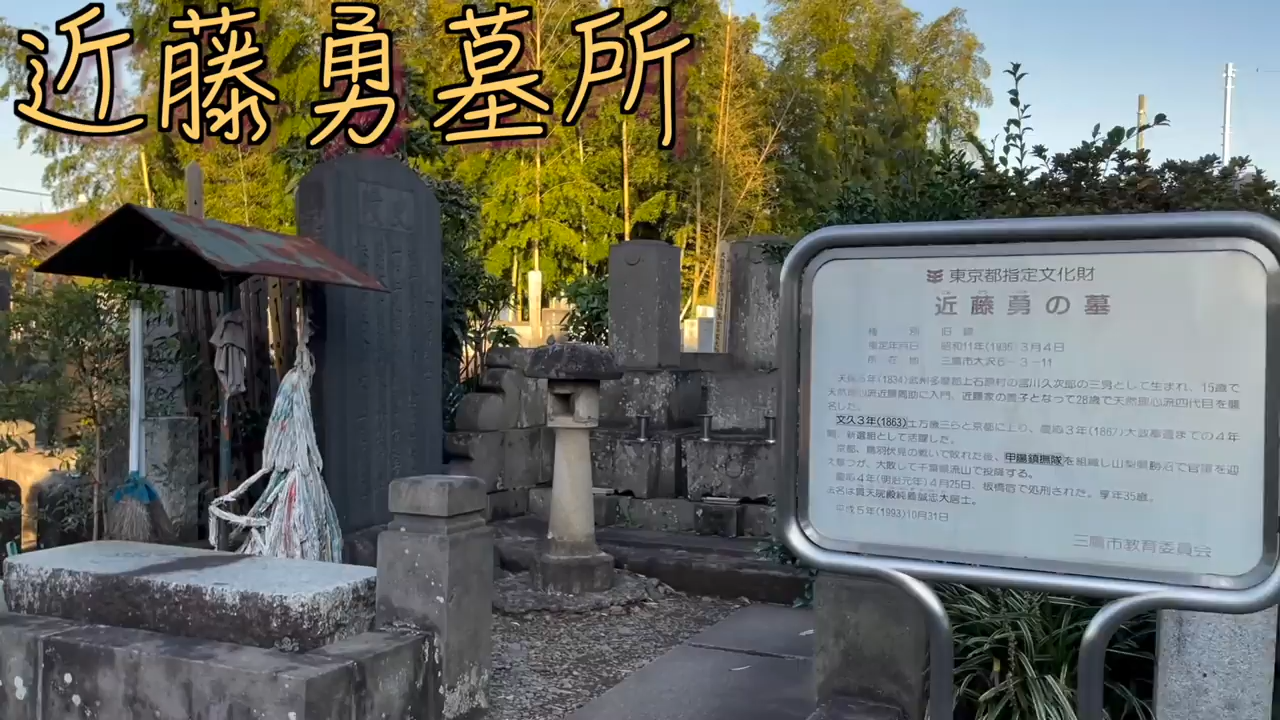 近藤勇墓所
東京都指定文化財
近藤勇の墓
種 別 旧跡
指定年月日 昭和11年(1936)3月4日
所在地 三鷹市大沢6-3-11
天保5年(1834)武州多摩郡上石原村の宮川久次郎の三男として生まれ、15歳で
天然理心流近藤周助に入門、近藤家の養子となって28歳で天然理心流四代目を襲
名した。
文久3年(1863)土方歳三らと京都に上り、慶応3年(1867)大政奉還までの4年
間、新選組として活躍した。
京都、鳥羽伏見の戦いで敗れた後、甲陽鎮撫隊を組織し山梨県勝沼で官軍を迎
え撃つが、大敗して千葉県流山で投降する。
慶応4年(明治元年)4月25日、板橋宿で処刑された。享年35歳。
法名は貫天院殿純義誠忠大居士。
平成5年(1993)10月31日
三鷹市教育委員会